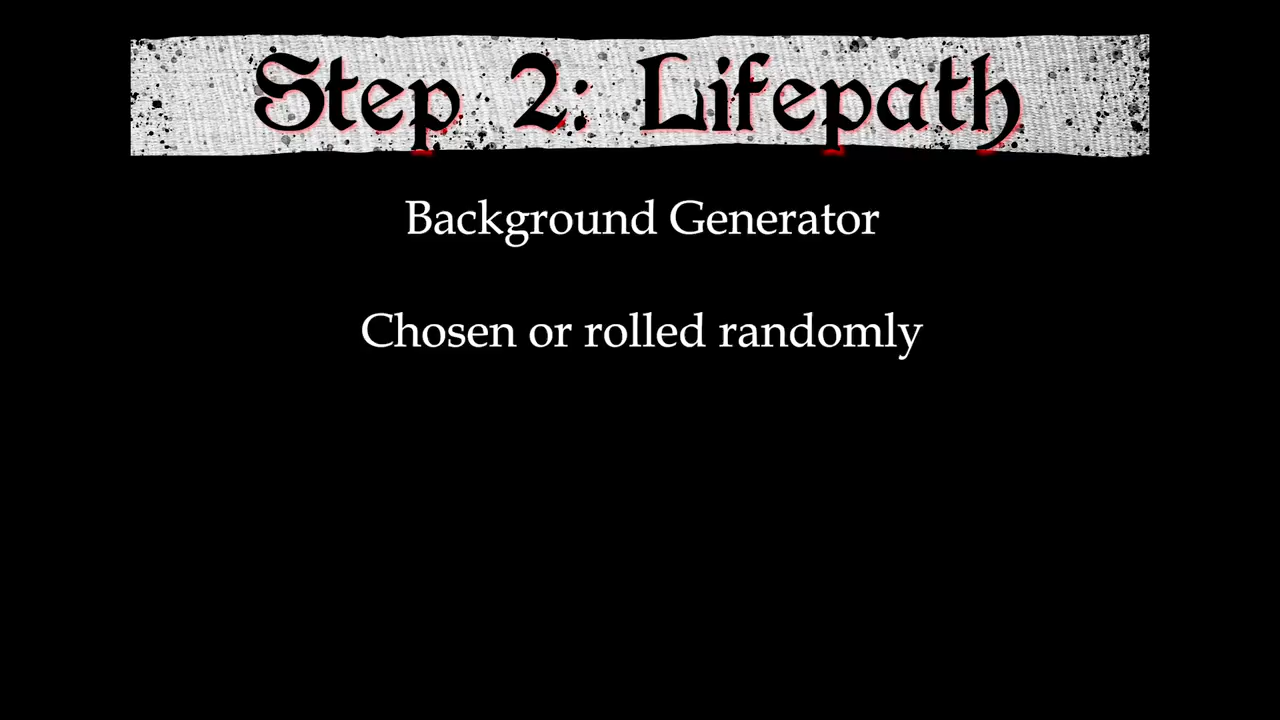 Step 2: Lifepath
Background Generator
Chosen or rolled randomly